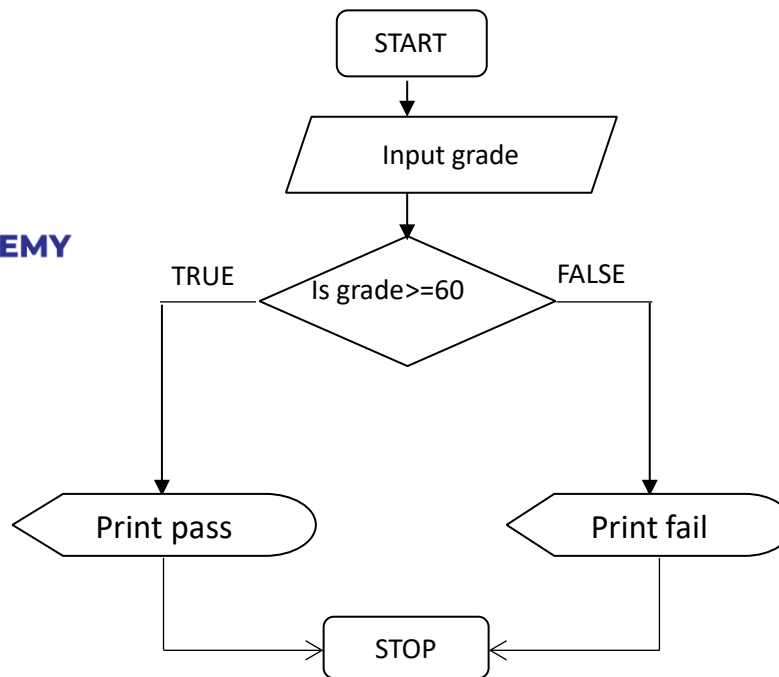 START
Input grade
EMY
TRUE
Is grade>=60
FALSE
Print pass
Print fail
STOP